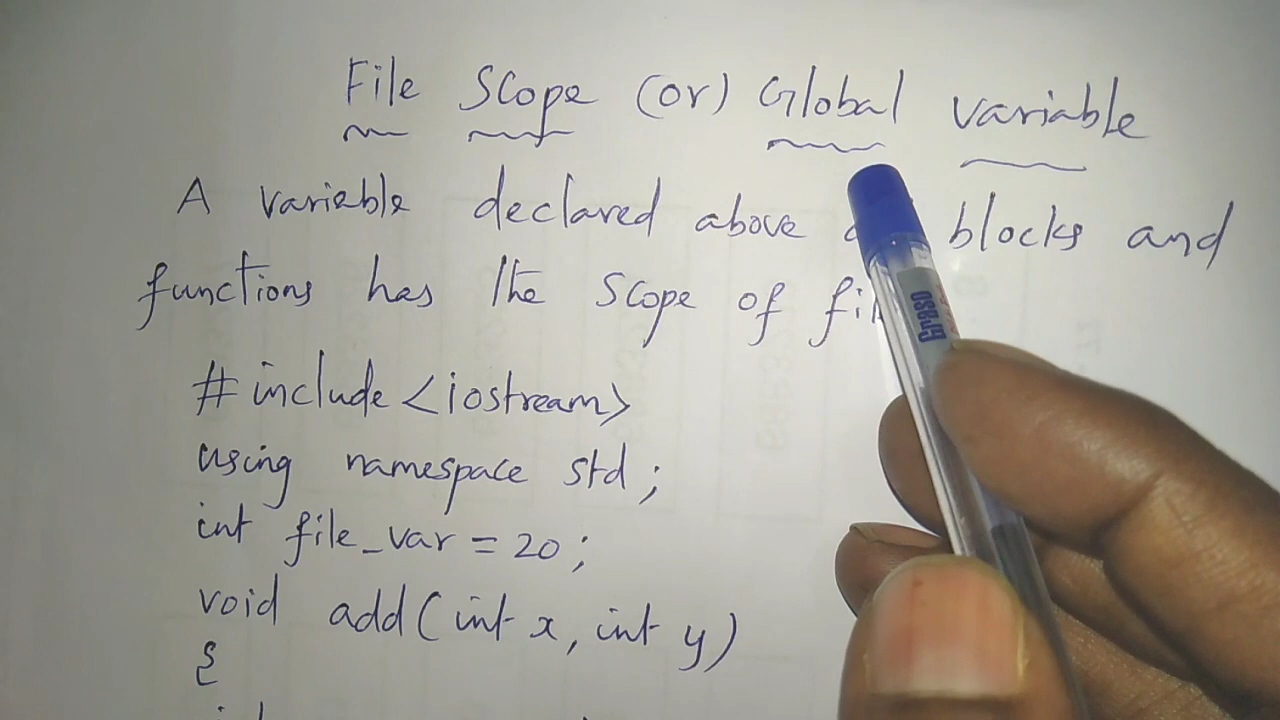 File Scope (or) Global variable
A variable declared above blocks and
functions has the Scope of
#include <iostream>
using namespace std;
int file_var = 20;
void add(int x, int y)
{
Graso